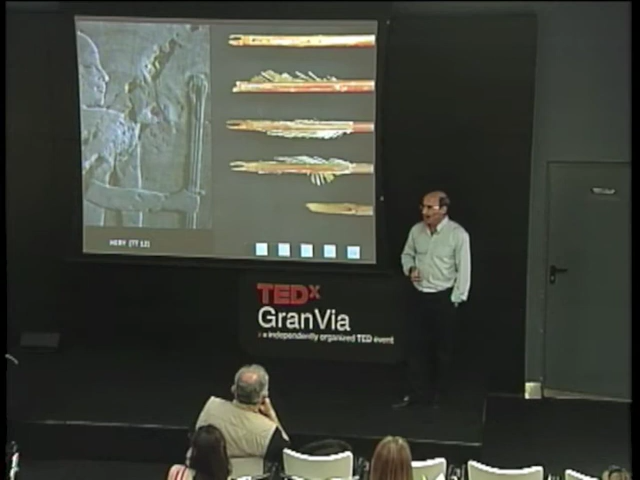 HERY (TT 12)
TEDx
GranVia
x = independently organized TED event